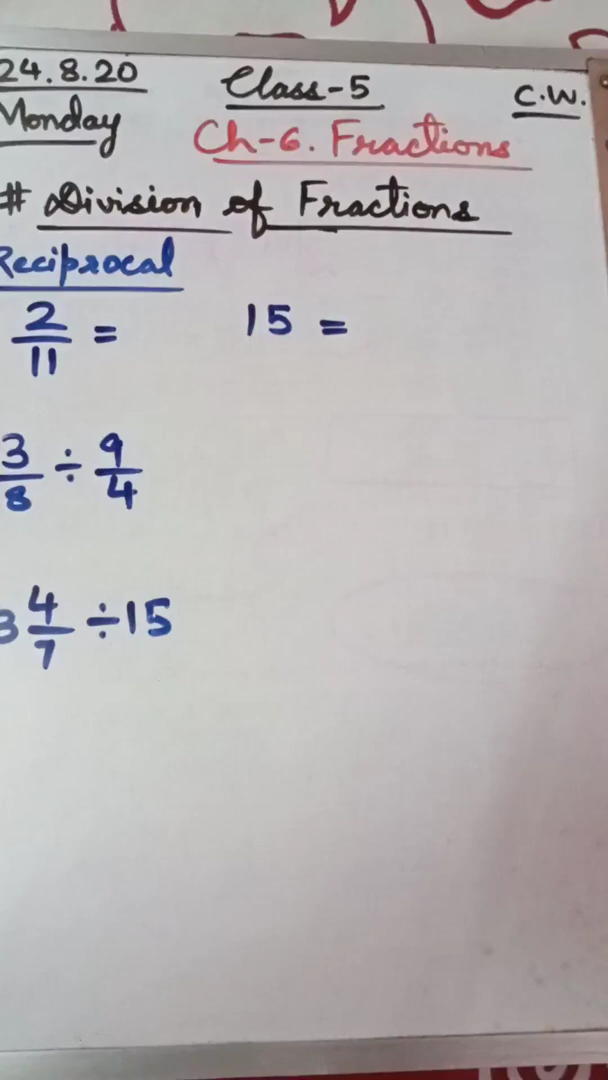 24.8.20 Class-5 C.W.
Monday Ch-6. Fractions
# Division of Fractions
Reciprocal
2/11 = 15 =
3/8 ÷ 9/4
3 4/7 ÷ 15